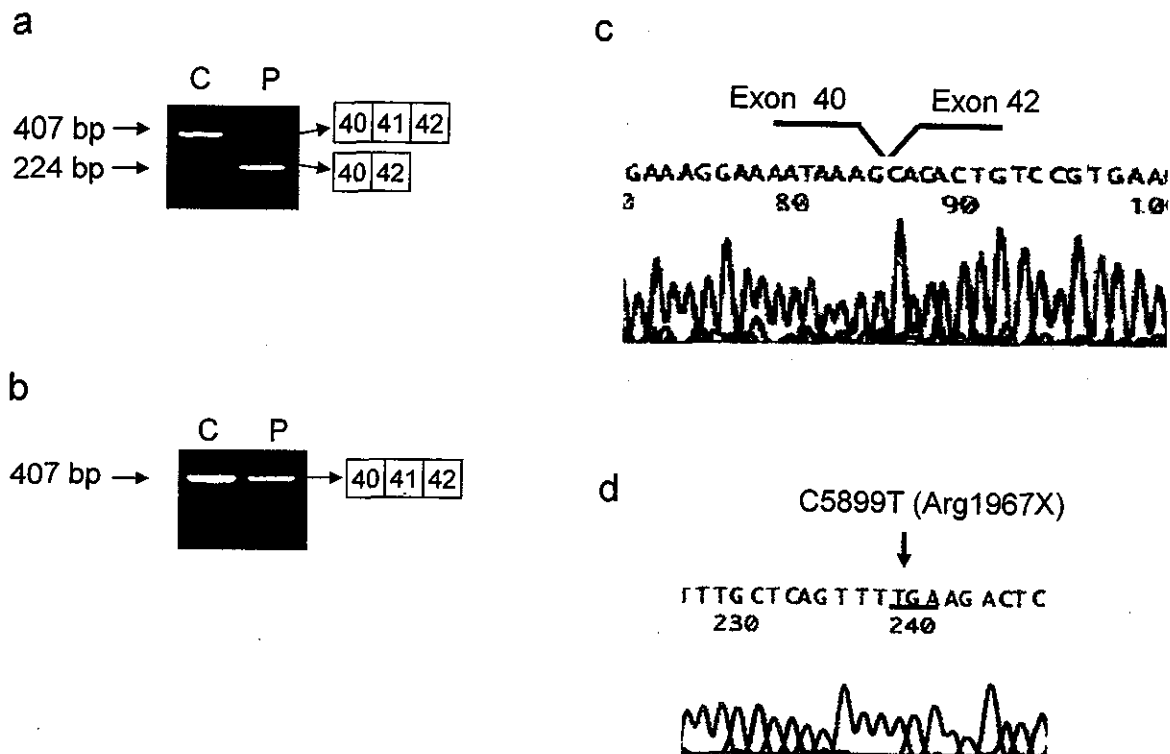 a
C P
407 bp
40 41 42
224 bp
40 42
b
C P
407 bp
40 41 42
c
Exon 40 Exon 42
GAAAGGAAAATAAAGCACACTGTCCGTGAA
80 90
d
C5899T (Arg1967X)
TTGCTCAGTTTTGAAGACTC
230 240